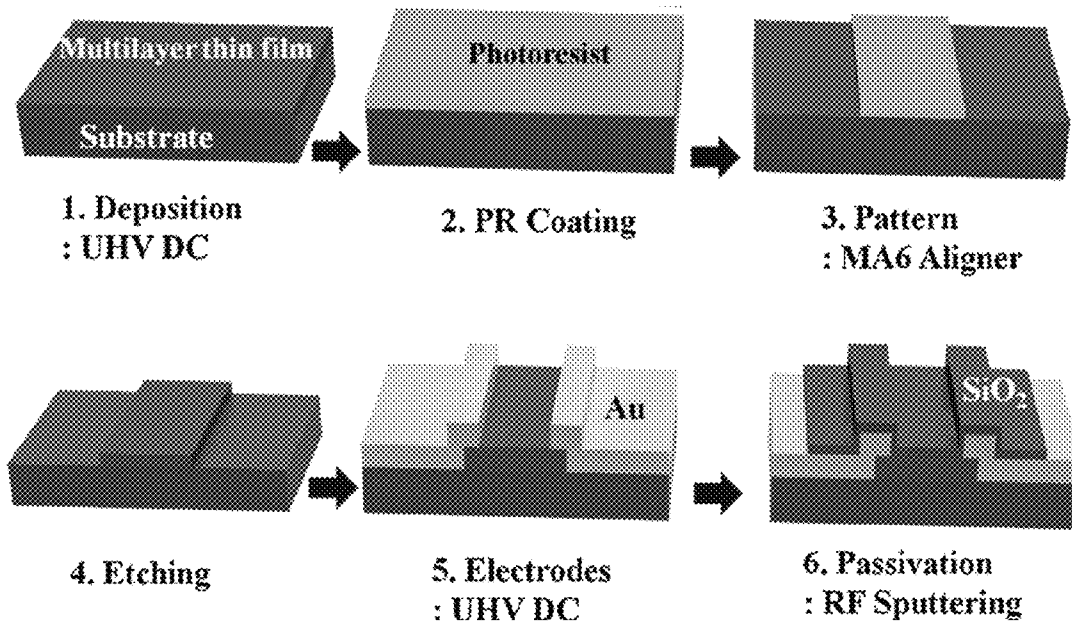 Multilayer thin film
Substrate
Photoresist
1. Deposition
: UHV DC
2. PR Coating
3. Pattern
: MA6 Aligner
Au
SiO₂
4. Etching
5. Electrodes
: UHV DC
6. Passivation
: RF Sputtering